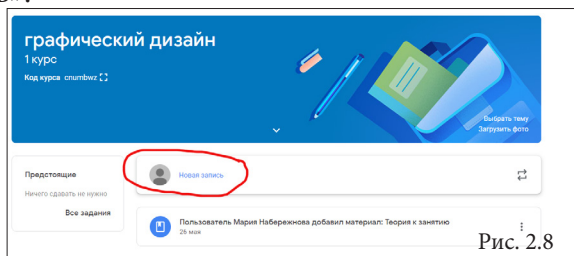 графический дизайн
1 курс
Код курса cnumbwz
Выбрать тему
Загрузить фото
Предстоящие
Ничего сдавать не нужно
Все задания
Новая запись
Пользователь Мария Набережнова добавил материал: Теория к занятию
26 мая
Рис. 2.8